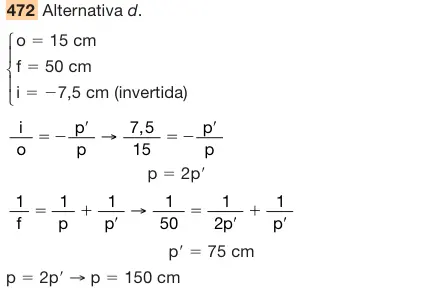 472 Alternativa d.
o = 15 cm
f = 50 cm
i = −7,5 cm (invertida)
i/o = − p′/p → 7,5/15 = − p′/p
p = 2p′
1/f = 1/p + 1/p′ → 1/50 = 1/2p′ + 1/p′
p′ = 75 cm
p = 2p′ → p = 150 cm